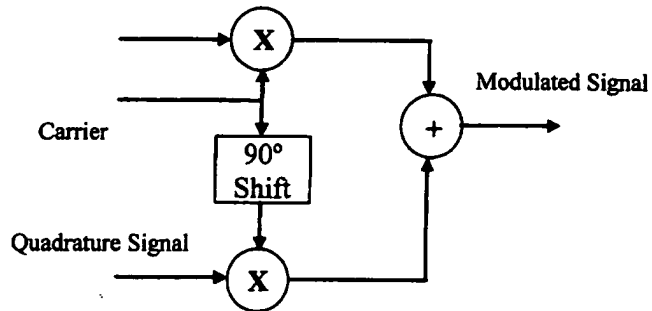 X
Modulated Signal
+
Carrier
90°
Shift
Quadrature Signal
X